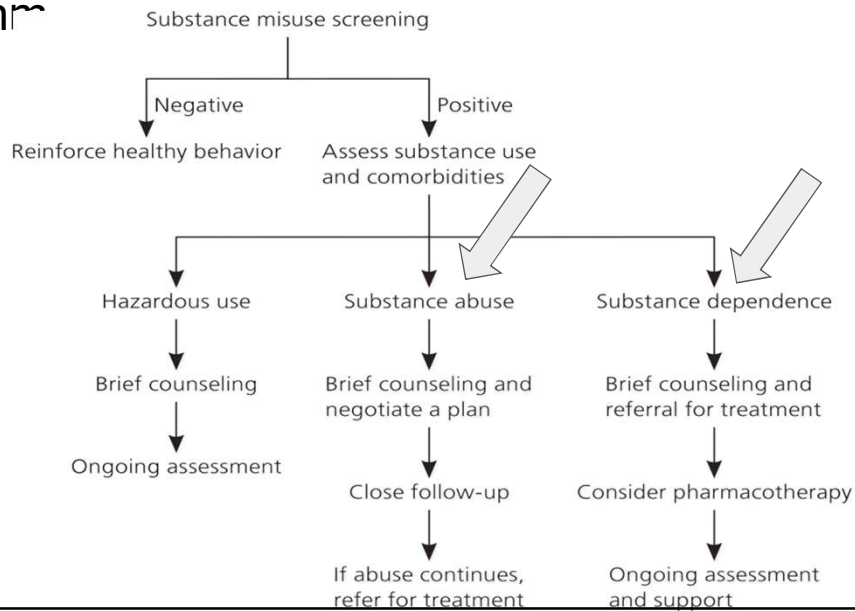 Substance misuse screening
Negative
Positive
Reinforce healthy behavior
Assess substance use
and comorbidities
Hazardous use
Substance abuse
Substance dependence
Brief counseling
Brief counseling and
negotiate a plan
Brief counseling and
referral for treatment
Ongoing assessment
Close follow-up
Consider pharmacotherapy
If abuse continues,
refer for treatment
Ongoing assessment
and support